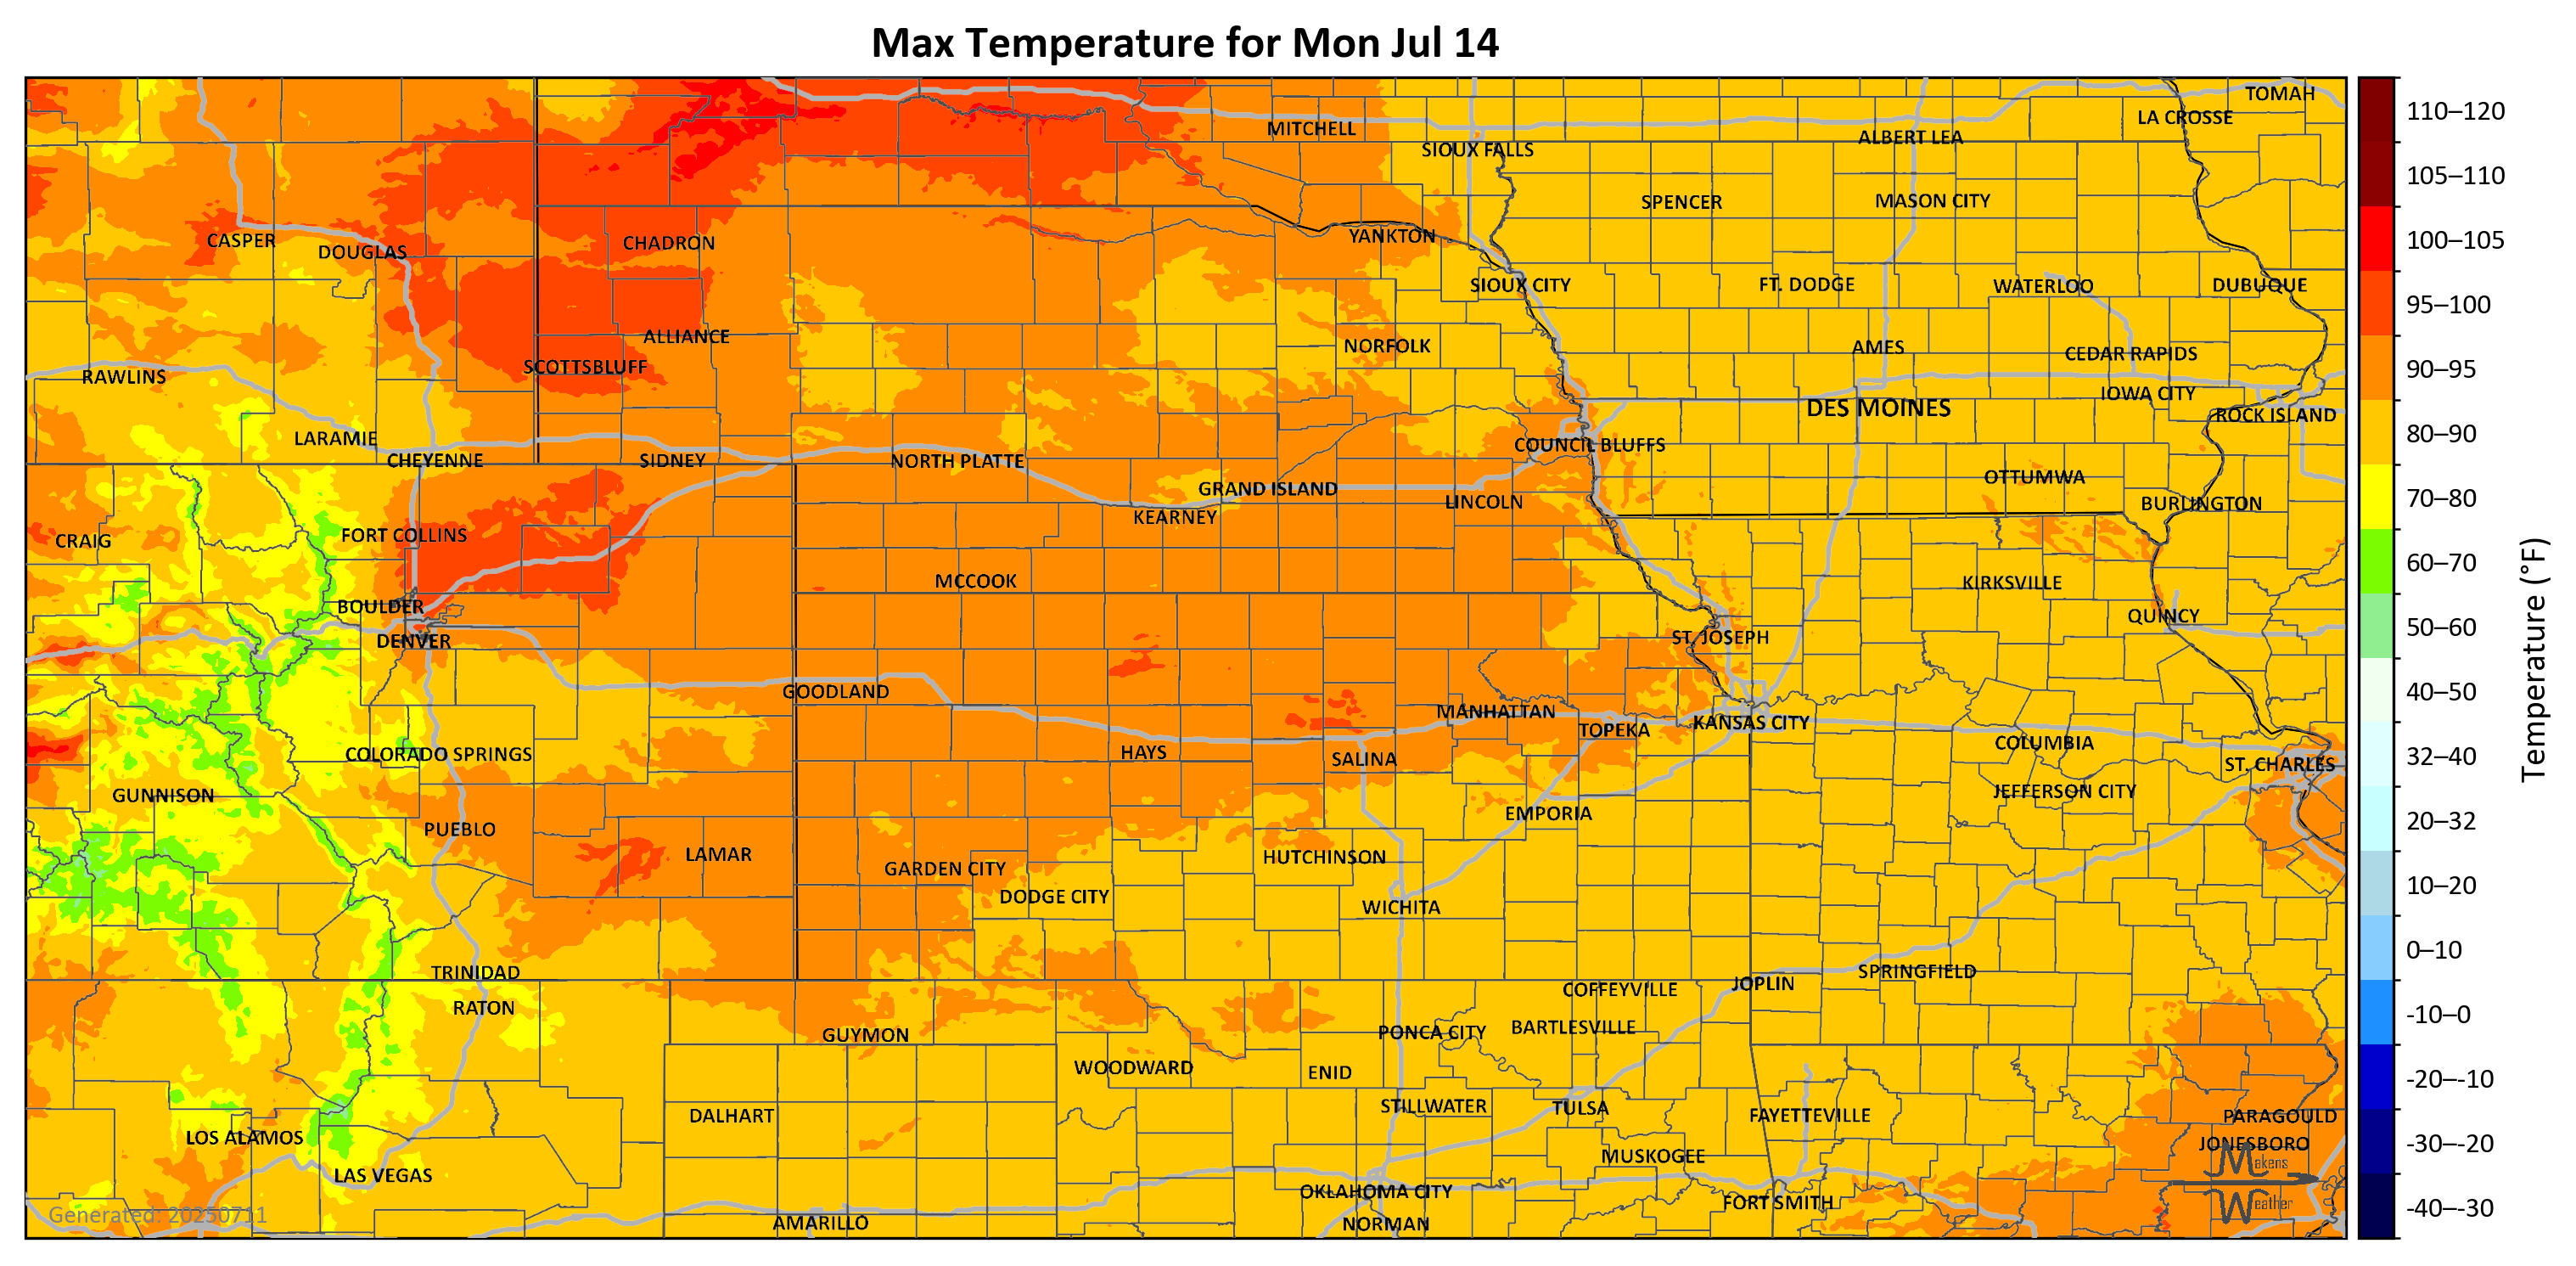 Max Temperature for Mon Jul 14
TOMAH
LA CROSSE
MITCHELL
ALBERT LEA
SIOUX FALLS
SPENCER
MASON CITY
YANKTON
CASPER
CHADRON
DOUGLAS
SIOUX CITY
FT. DODGE
WATERLOO
DUBUQUE
ALLIANCE
NORFOLK
AMES
CEDAR RAPIDS
SCOTTSBLUFF
RAWLINS
IOWA CITY
DES MOINES
ROCK ISLAND
LARAMIE
COUNCIL BLUFFS
CHEYENNE
SIDNEY
NORTH PLATTE
OTTUMWA
GRAND ISLAND
LINCOLN
BURLINGTON
KEARNEY
FORT COLLINS
CRAIG
MCCOOK
KIRKSVILLE
BOULDER
QUINCY
DENVER
ST. JOSEPH
GOODLAND
MANHATTAN
KANSAS CITY
TOPEKA
COLUMBIA
COLORADO SPRINGS
HAYS
SALINA
ST. CHARLES
GUNNISON
JEFFERSON CITY
EMPORIA
PUEBLO
LAMAR
HUTCHINSON
GARDEN CITY
DODGE CITY
WICHITA
TRINIDAD
SPRINGFIELD
JOPLIN
COFFEYVILLE
RATON
BARTLESVILLE
PONCA CITY
GUYMON
WOODWARD
ENID
STILLWATER
TULSA
DALHART
FAYETTEVILLE
PARAGOULD
LOS ALAMOS
JONESBORO
MUSKOGEE
LAS VEGAS
OKLAHOMA CITY
FORT SMITH
AMARILLO
NORMAN
Generated: 20250711
Makens
Weather
110–120
105–110
100–105
95–100
90–95
80–90
70–80
60–70
50–60
40–50
32–40
20–32
10–20
0–10
-10–0
-20–-10
-30–-20
-40–-30
Temperature (°F)